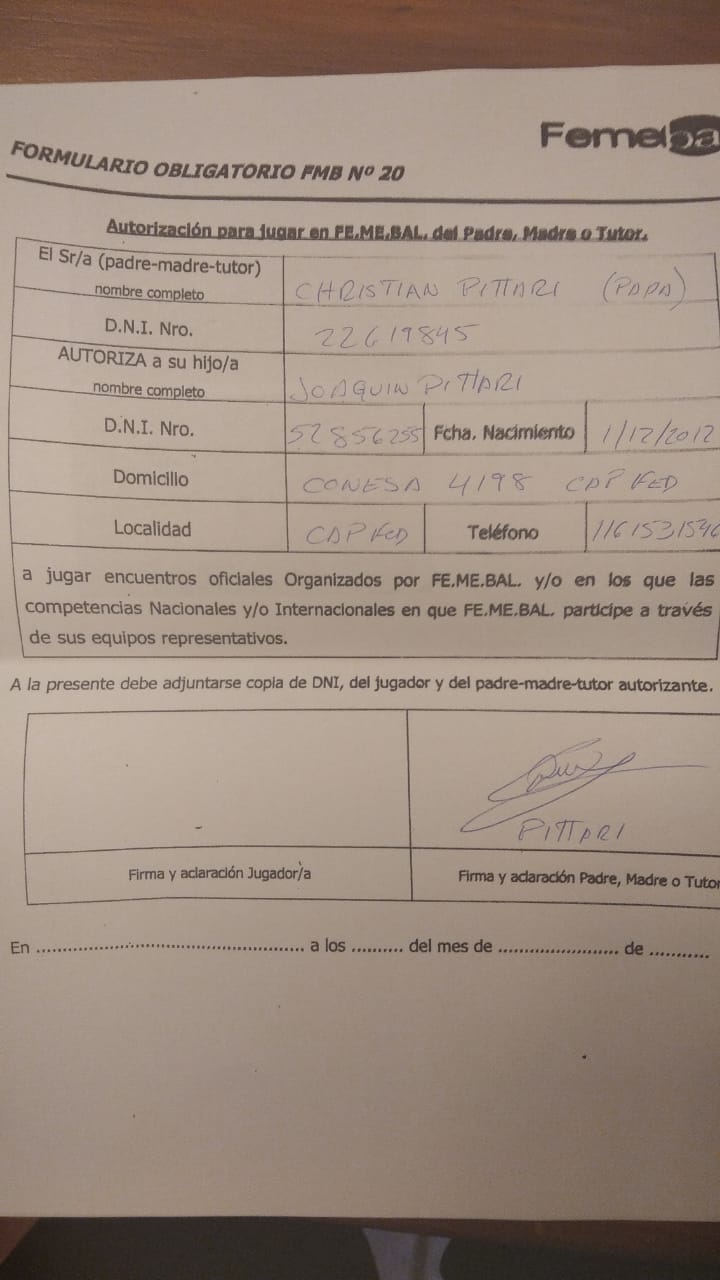 Femeba
FORMULARIO OBLIGATORIO FMB Nº 20
Autorización para jugar en FE.ME.BAL. del Padre, Madre o Tutor.
El Sr/a (padre-madre-tutor)
nombre completo
CHRISTIAN PITTARI (PAPA)
D.N.I. Nro.
22619845
AUTORIZA a su hijo/a
nombre completo
JOAQUIN PITTARI
D.N.I. Nro. 52856255 Fcha. Nacimiento 1/12/2012
Domicilio CONESA 4198 CAP FED
Localidad CAP FED Teléfono 1161531546
a jugar encuentros oficiales Organizados por FE.ME.BAL. y/o en los que las
competencias Nacionales y/o Internacionales en que FE.ME.BAL. participe a través
de sus equipos representativos.
A la presente debe adjuntarse copia de DNI, del jugador y del padre-madre-tutor autorizante.
PITTARI
Firma y aclaración Jugador/a Firma y aclaración Padre, Madre o Tutor
En ................................................ a los .......... del mes de ...................... de ...........